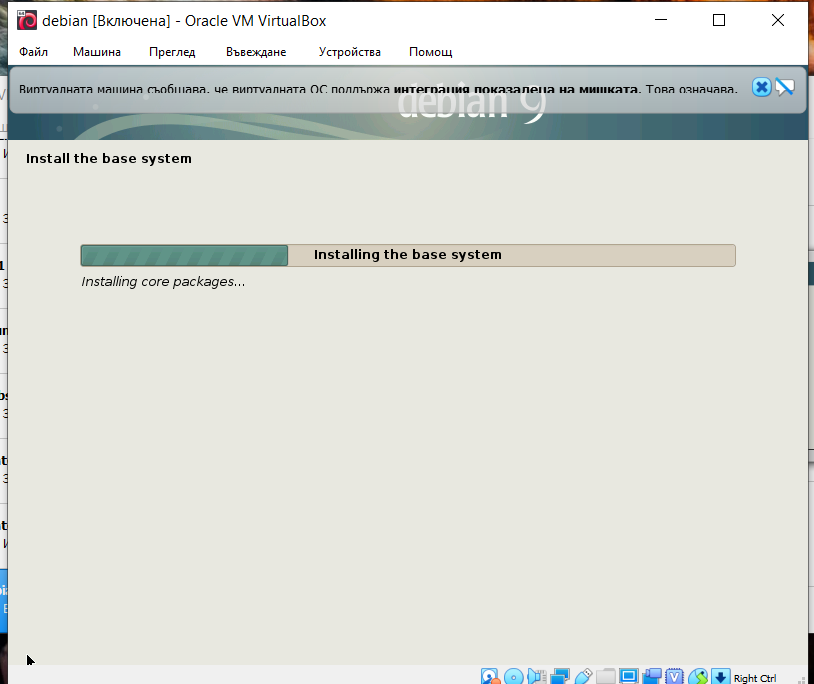 debian [Включена] - Oracle VM VirtualBox
Файл Машина Преглед Въвеждане Устройства Помощ
Виртуалната машина съобщава, че виртуалната ОС поддържа интеграция показалеца на мишката. Това означава,
debian 9
Install the base system
Installing the base system
Installing core packages...
Right Ctrl